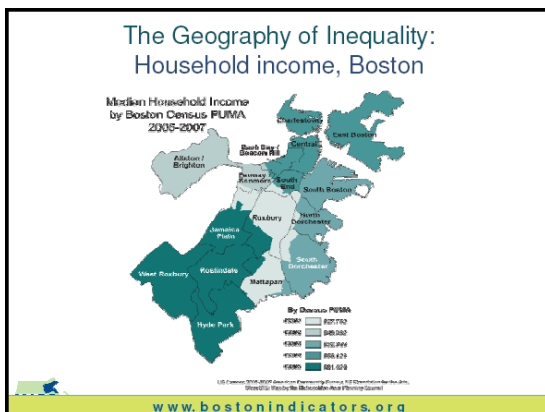 The Geography of Inequality:
Household income, Boston
Median Household Income
by Boston Census PUMA
2005-2007
Charlestown
East Boston
Back Bay /
Beacon Hill
Central
Allston /
Brighton
Fenway
Kenmore
South
End
South Boston
Roxbury
North
Dorchester
Jamaica
Plain
South
Dorchester
West Roxbury
Roslindale
Mattapan
Hyde Park
By Census PUMA
www.bostonindicators.org